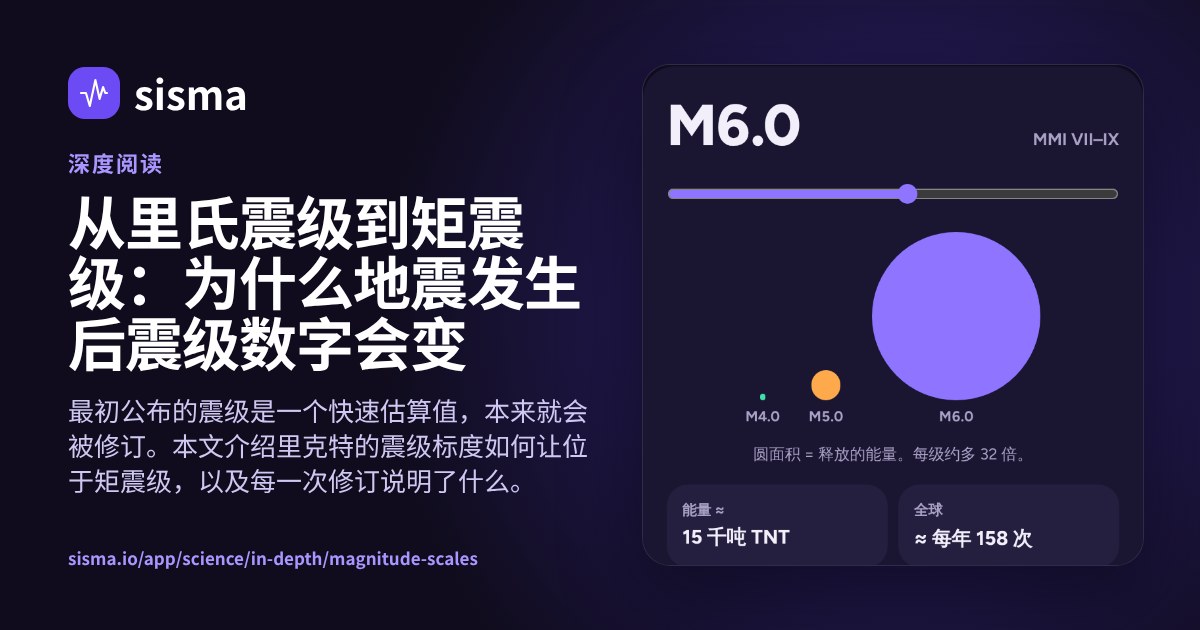 sisma
深度阅读
从里氏震级到矩震
级：为什么地震发生
后震级数字会变
最初公布的震级是一个快速估算值，本来就会
被修订。本文介绍里克特的震级标度如何让位
于矩震级，以及每一次修订说明了什么。
sisma.io/app/science/in-depth/magnitude-scales
M6.0
MMI VII–IX
M4.0
M5.0
M6.0
圆面积 = 释放的能量。每级约多 32 倍。
能量 ≈
15 千吨 TNT
全球
≈ 每年 158 次